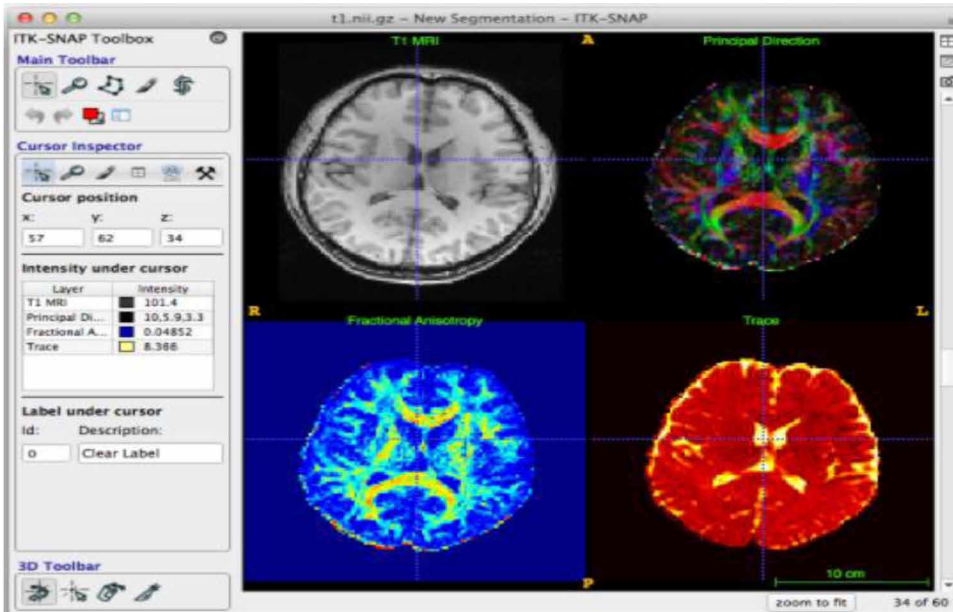 t1.nii.gz – New Segmentation – ITK-SNAP
ITK-SNAP Toolbox
Main Toolbar
Cursor Inspector
Cursor position
x: y: z:
57 62 34
Intensity under cursor
Layer Intensity
T1 MRI 101.4
Principal Di... 10,5.9,3.3
Fractional A... 0.04852
Trace 8.366
Label under cursor
Id: Description:
0 Clear Label
3D Toolbar
T1 MRI
A
Principal Direction
R
L
Fractional Anisotropy
Trace
P
10 cm
zoom to fit 34 of 60